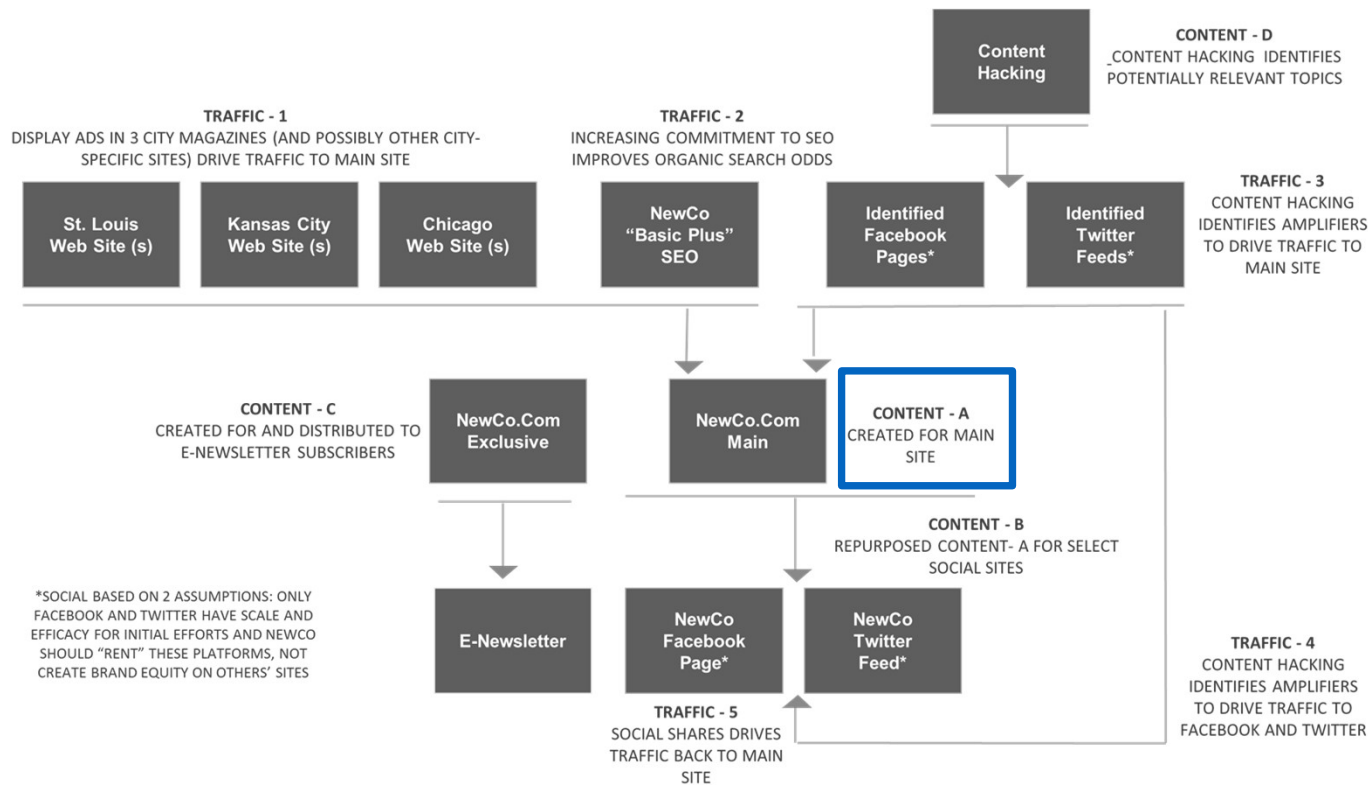 Content
Hacking
CONTENT - D
_CONTENT HACKING IDENTIFIES
POTENTIALLY RELEVANT TOPICS
TRAFFIC - 1
DISPLAY ADS IN 3 CITY MAGAZINES (AND POSSIBLY OTHER CITY-
SPECIFIC SITES) DRIVE TRAFFIC TO MAIN SITE
TRAFFIC - 2
INCREASING COMMITMENT TO SEO
IMPROVES ORGANIC SEARCH ODDS
St. Louis
Web Site (s)
Kansas City
Web Site (s)
Chicago
Web Site (s)
NewCo
“Basic Plus”
SEO
Identified
Facebook
Pages*
Identified
Twitter
Feeds*
TRAFFIC - 3
CONTENT HACKING
IDENTIFIES AMPLIFIERS
TO DRIVE TRAFFIC TO
MAIN SITE
CONTENT - C
CREATED FOR AND DISTRIBUTED TO
E-NEWSLETTER SUBSCRIBERS
NewCo.Com
Exclusive
NewCo.Com
Main
CONTENT - A
CREATED FOR MAIN
SITE
CONTENT - B
REPURPOSED CONTENT- A FOR SELECT
SOCIAL SITES
*SOCIAL BASED ON 2 ASSUMPTIONS: ONLY
FACEBOOK AND TWITTER HAVE SCALE AND
EFFICACY FOR INITIAL EFFORTS AND NEWCO
SHOULD “RENT” THESE PLATFORMS, NOT
CREATE BRAND EQUITY ON OTHERS’ SITES
E-Newsletter
NewCo
Facebook
Page*
NewCo
Twitter
Feed*
TRAFFIC - 4
CONTENT HACKING
IDENTIFIES AMPLIFIERS
TO DRIVE TRAFFIC TO
FACEBOOK AND TWITTER
TRAFFIC - 5
SOCIAL SHARES DRIVES
TRAFFIC BACK TO MAIN
SITE